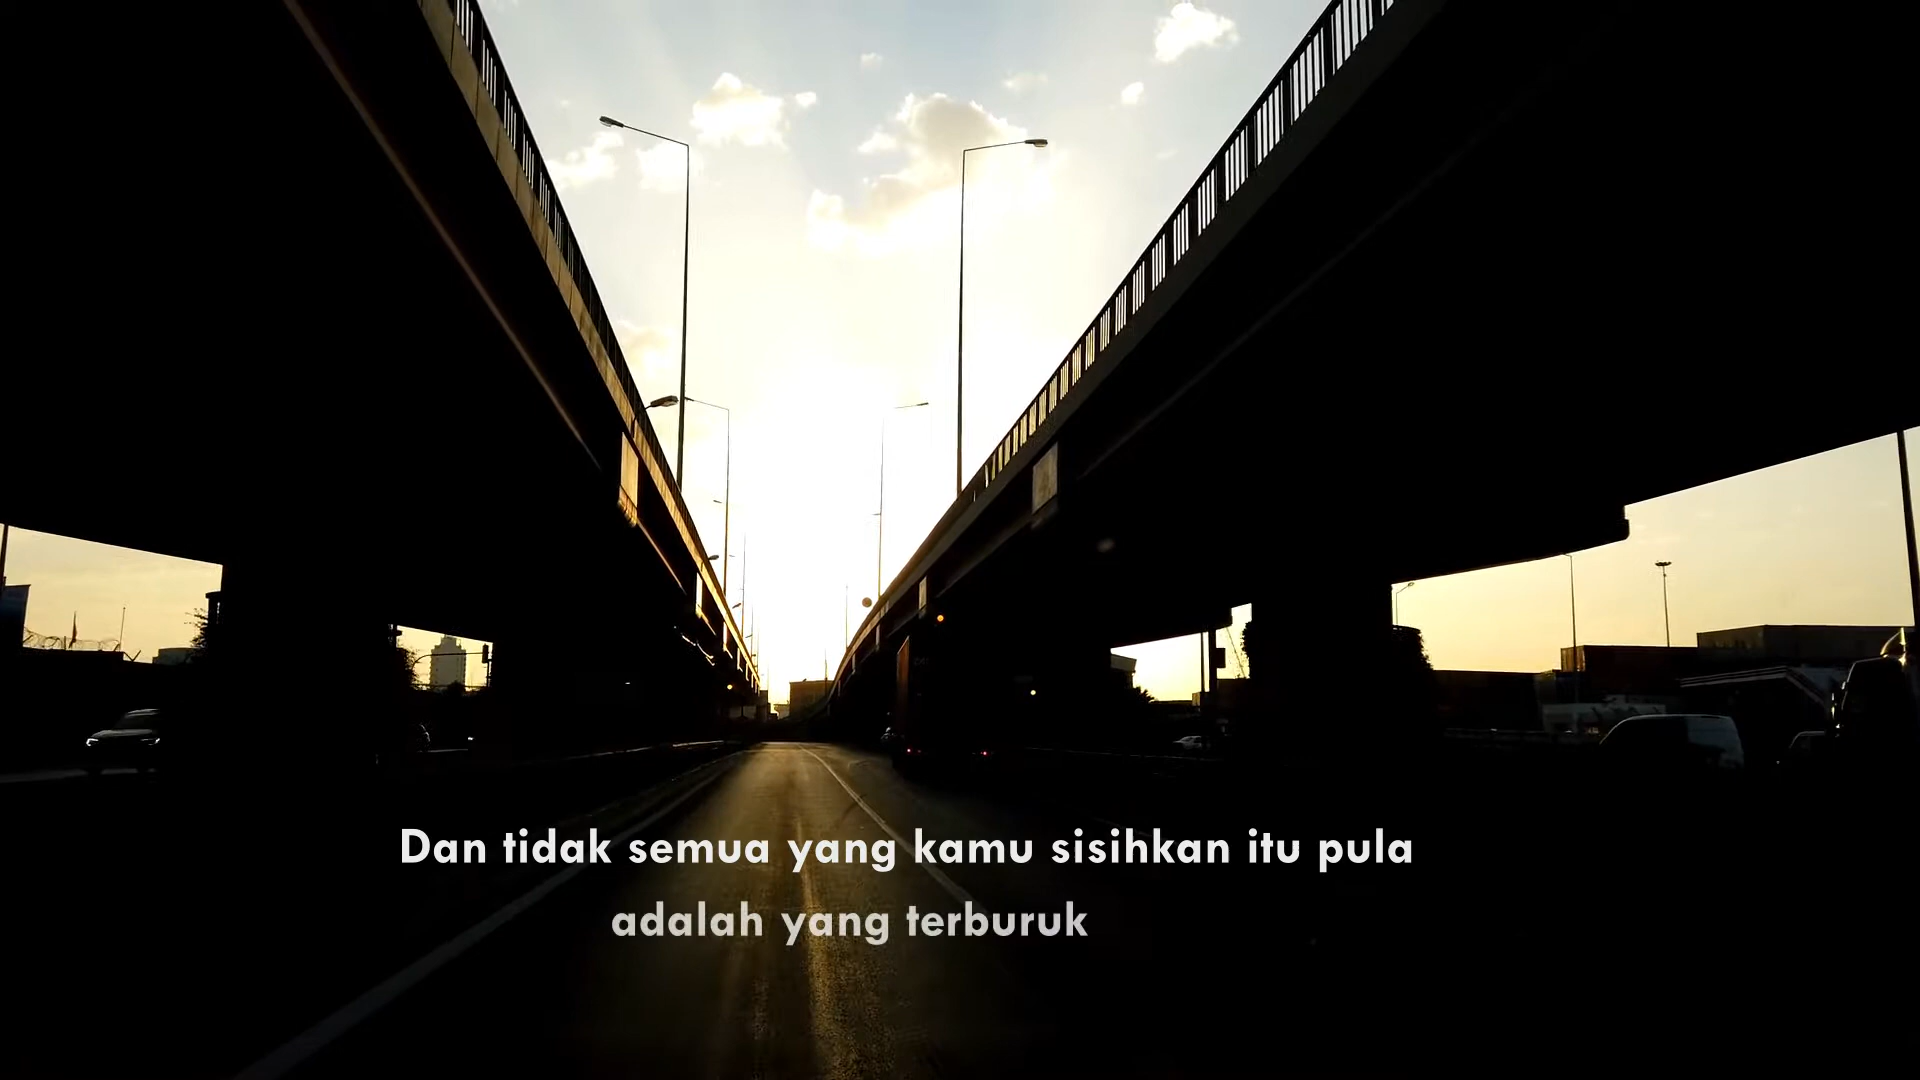 Dan tidak semua yang kamu sisihkan itu pula
adalah yang terburuk